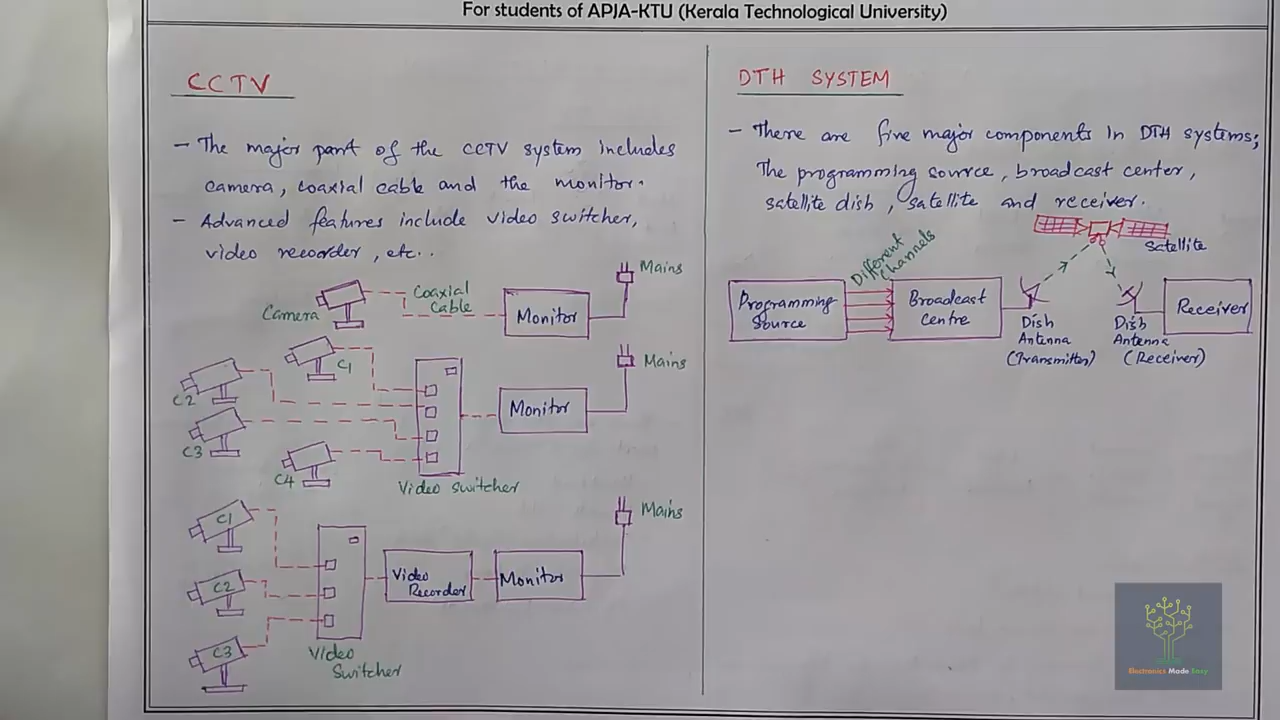 For students of APJA-KTU (Kerala Technological University)
CCTV
- The major part of the CCTV system includes
camera, coaxial cable and the monitor.
- Advanced features include video switcher,
video recorder, etc..
Camera
Coaxial
Cable
Monitor
Mains
C1
C2
C3
C4
Video switcher
Monitor
Mains
C1
C2
C3
Video
Switcher
Video
Recorder
Monitor
Mains
DTH SYSTEM
- There are five major components in DTH systems;
The programming source, broadcast center,
satellite dish, satellite and receiver.
Satellite
Different
Channels
Programming
Source
Broadcast
Centre
Dish
Antenna
(Transmitter)
Dish
Antenna
(Receiver)
Receiver
Electronics Made Easy